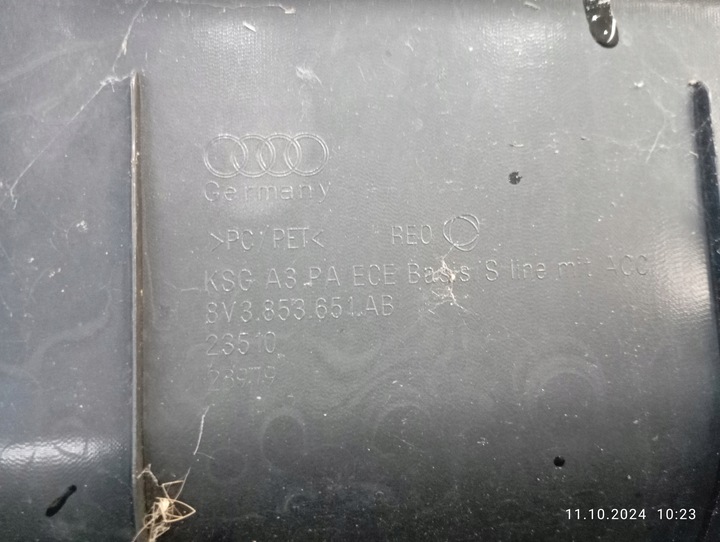 Germany
>PC/PET< REO
KSG A3 PA ECE Basis/S line mit ACC
8V3.853.651.AB
23510
11.10.2024 10:23